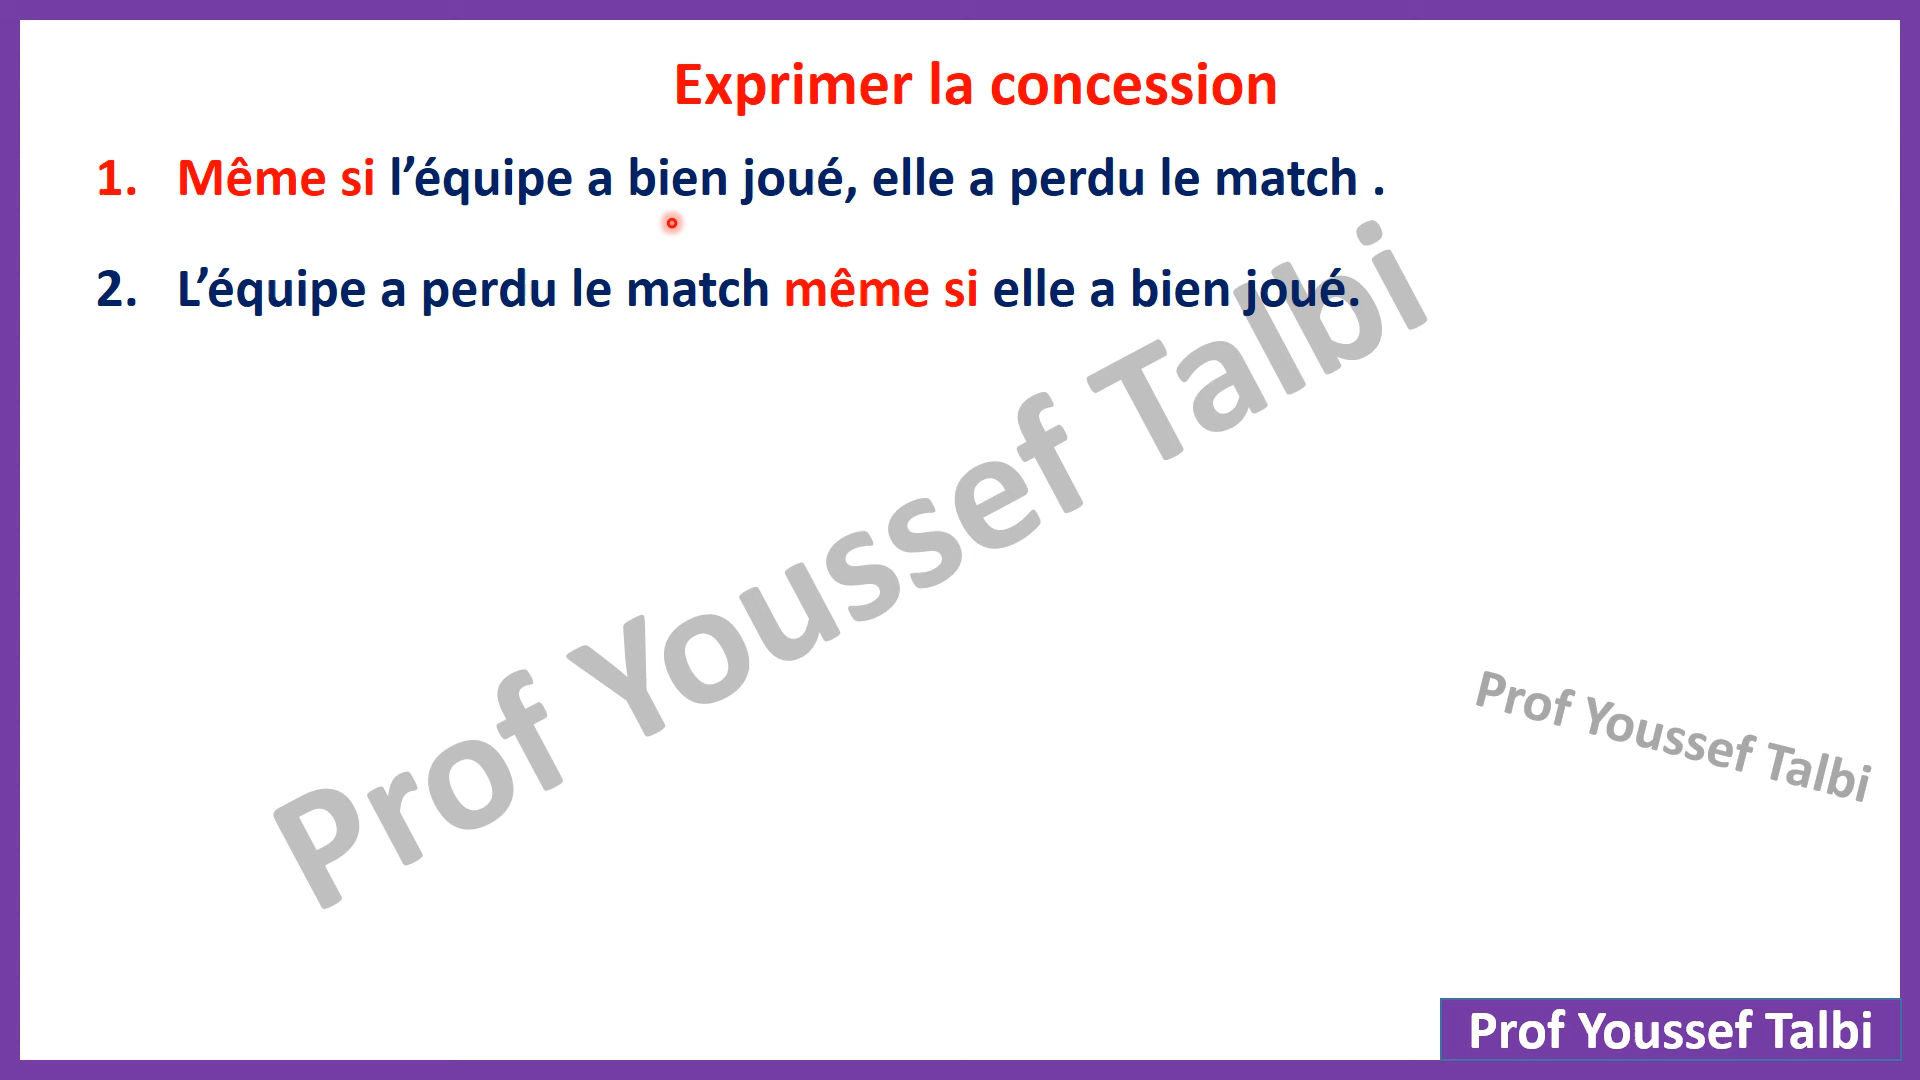 Exprimer la concession
1. Même si l’équipe a bien joué, elle a perdu le match .
2. L’équipe a perdu le match même si elle a bien joué.
Prof Youssef Talbi
Prof Youssef Talbi
Prof Youssef Talbi